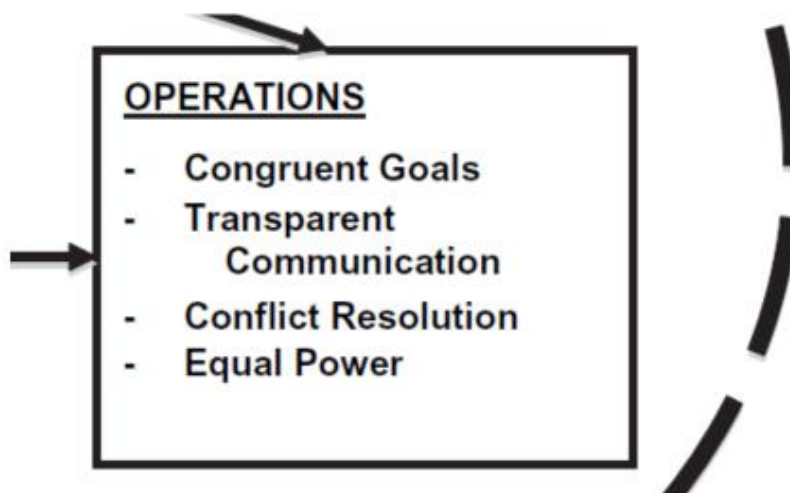 OPERATIONS
- Congruent Goals
- Transparent
Communication
- Conflict Resolution
- Equal Power